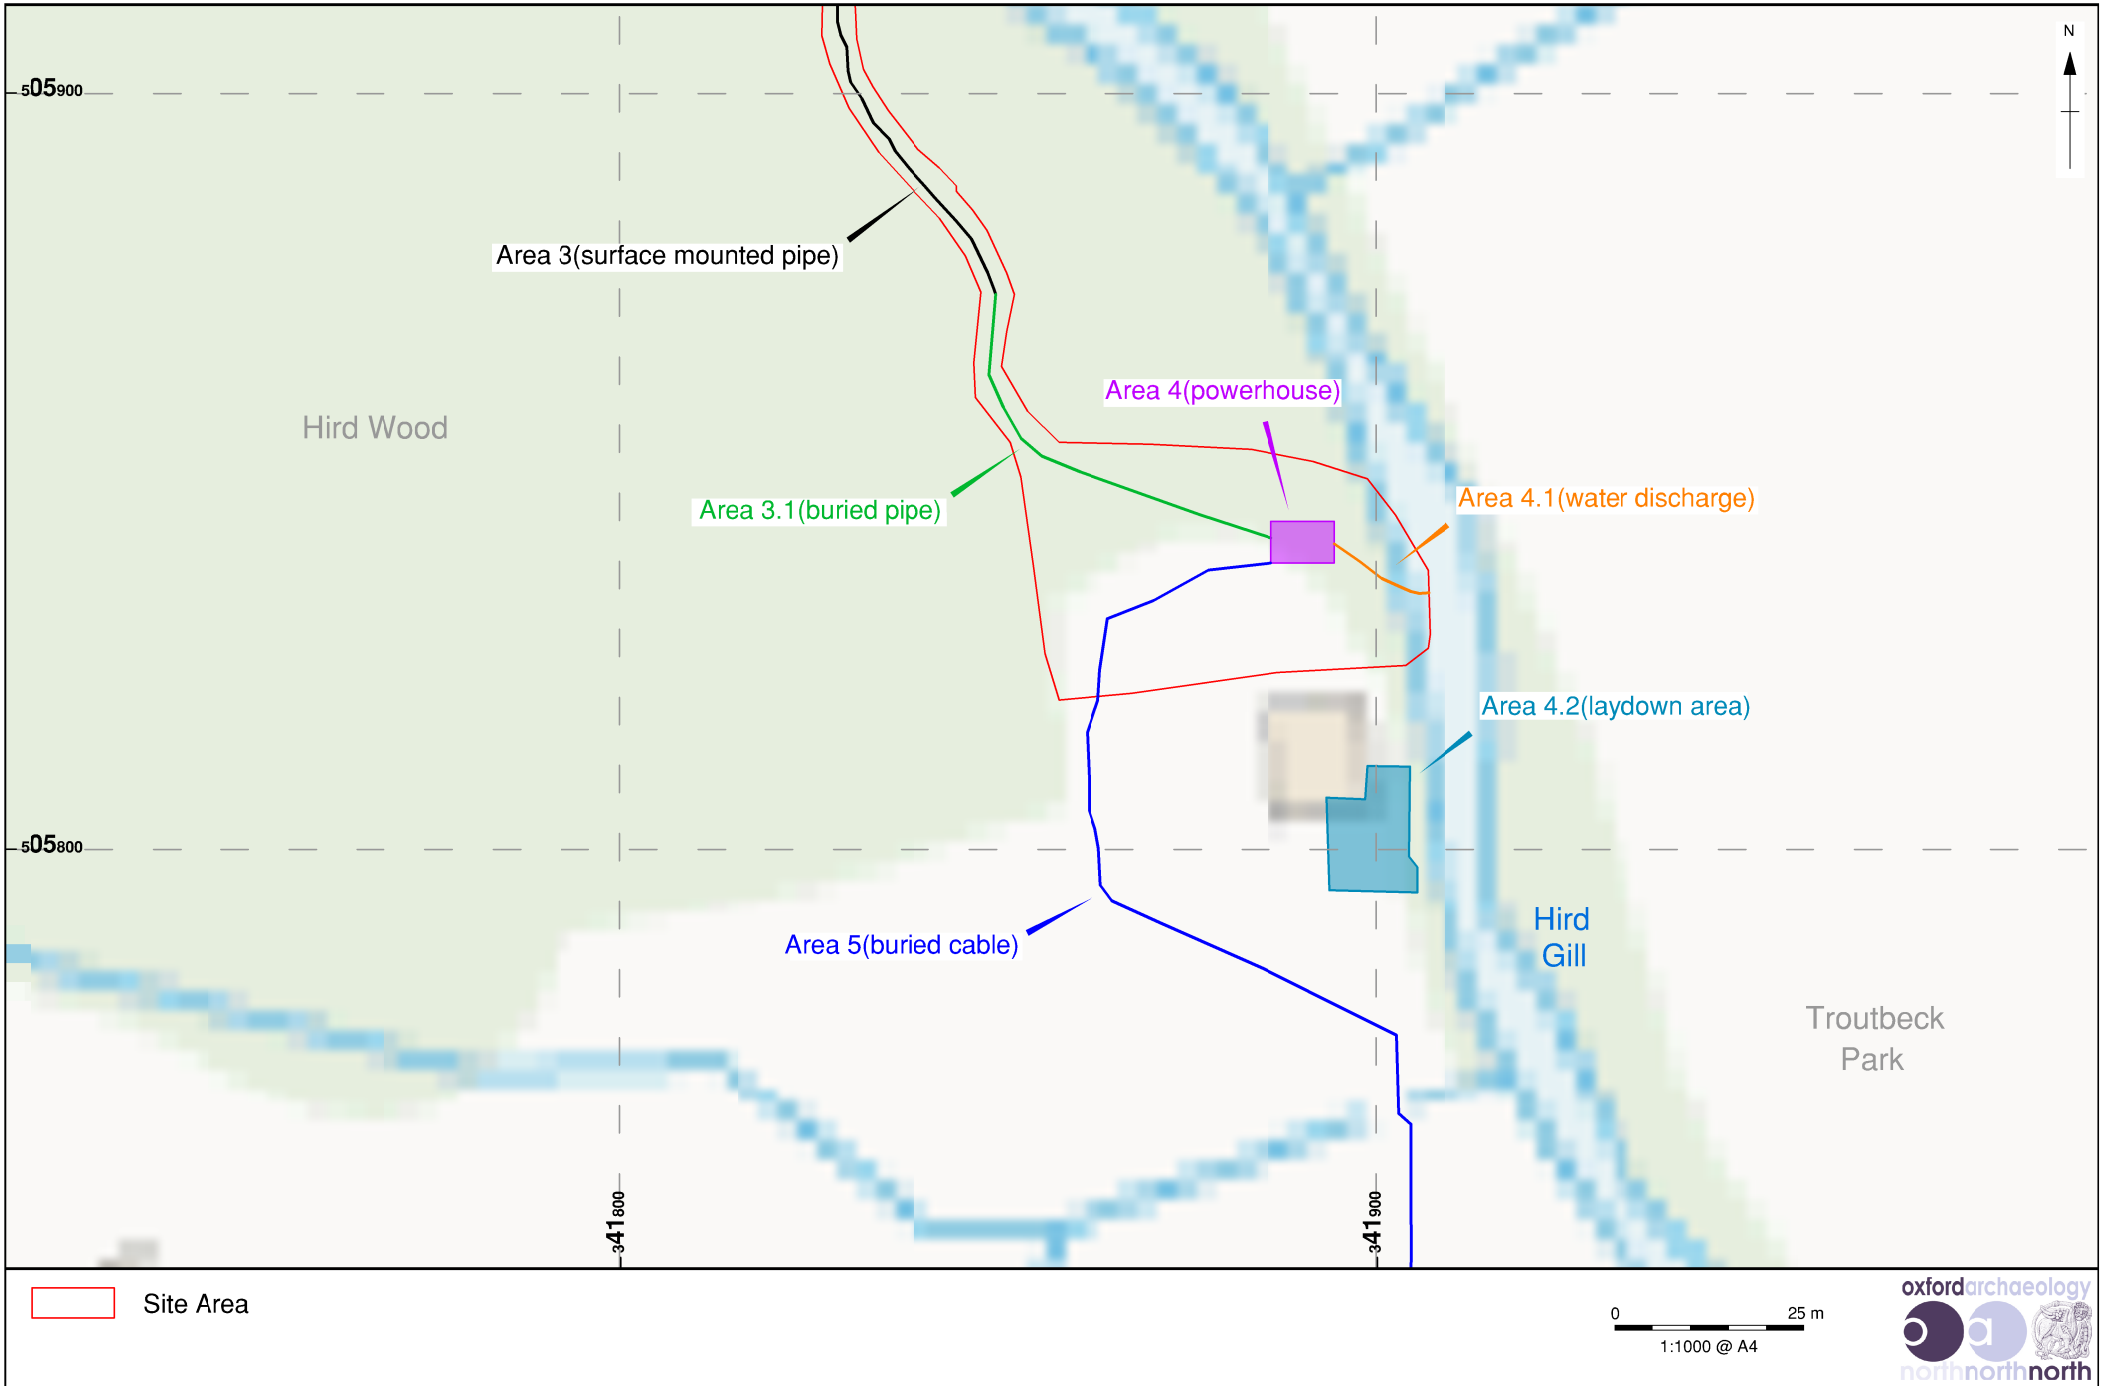 N
505900
Area 3(surface mounted pipe)
Area 4(powerhouse)
Hird Wood
Area 4.1(water discharge)
Area 3.1(buried pipe)
Area 4.2(laydown area)
505800
Area 5(buried cable)
Hird
Gill
Troutbeck
Park
341800
341900
Site Area
0 25 m
1:1000 @ A4
oxfordarchaeology
oa
northnorthnorth